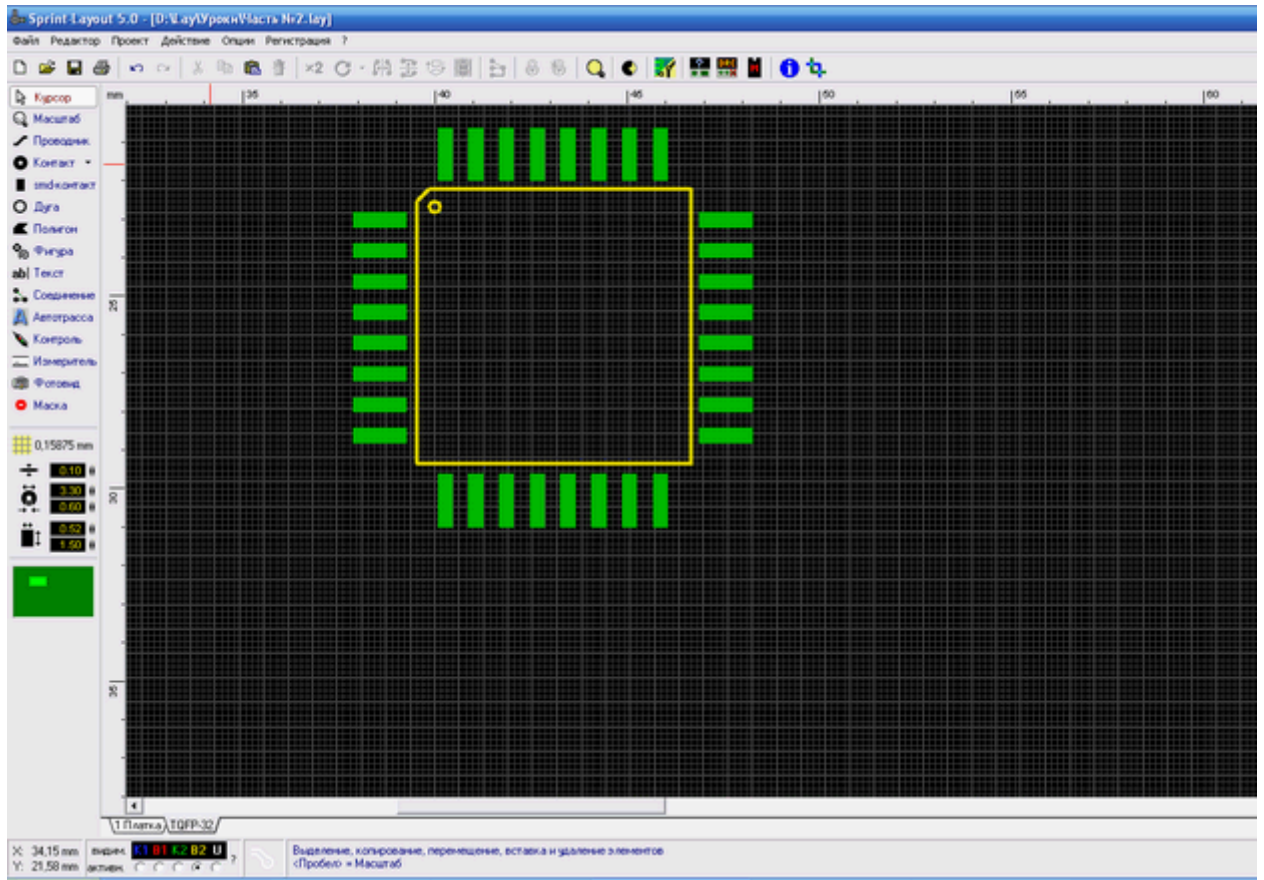 Sprint-Layout 5.0 - [D:\Lay\Уроки\Часть №2.lay]
Файл Редактор Проект Действие Опции Регистрация ?
×2
Курсор
Масштаб
Проводник
Контакт
smd-контакт
Дуга
Полигон
Фигура
ab| Текст
Соединение
Автотрасса
Контроль
Измеритель
Фотовид
Маска
mm 35 40 45 50 55 60
25
30
35
0,15875 mm
0.10
3.30
0.60
0.52
1.50
1 Платка TQFP-32
X: 34,15 mm
Y: 21,58 mm
видим. K1 B1 K2 B2 U ?
активн.
Выделение, копирование, перемещение, вставка и удаление элементов
<Пробел> = Масштаб